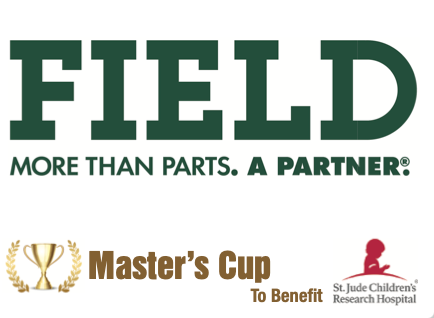 FIELD
MORE THAN PARTS. A PARTNER.®
Master's Cup
To Benefit
St. Jude Children's®
Research Hospital